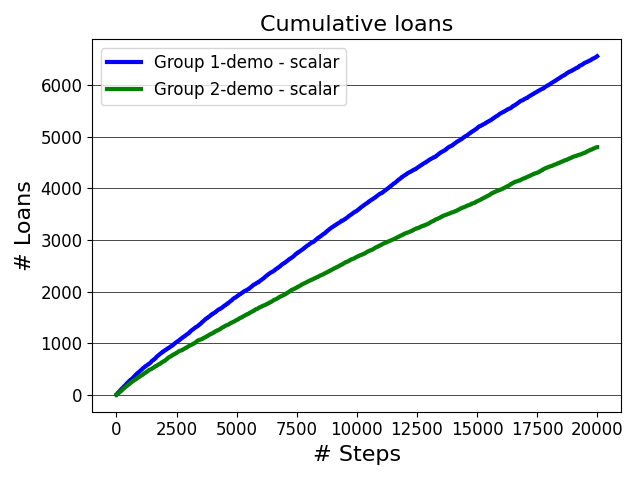 Cumulative loans
Group 1-demo - scalar
Group 2-demo - scalar
# Loans
6000
5000
4000
3000
2000
1000
0
0 2500 5000 7500 10000 12500 15000 17500 20000
# Steps